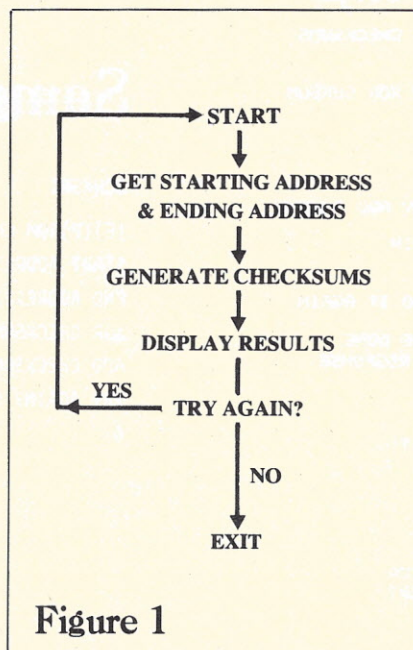 START
GET STARTING ADDRESS
& ENDING ADDRESS
GENERATE CHECKSUMS
DISPLAY RESULTS
YES
TRY AGAIN?
NO
EXIT
Figure 1